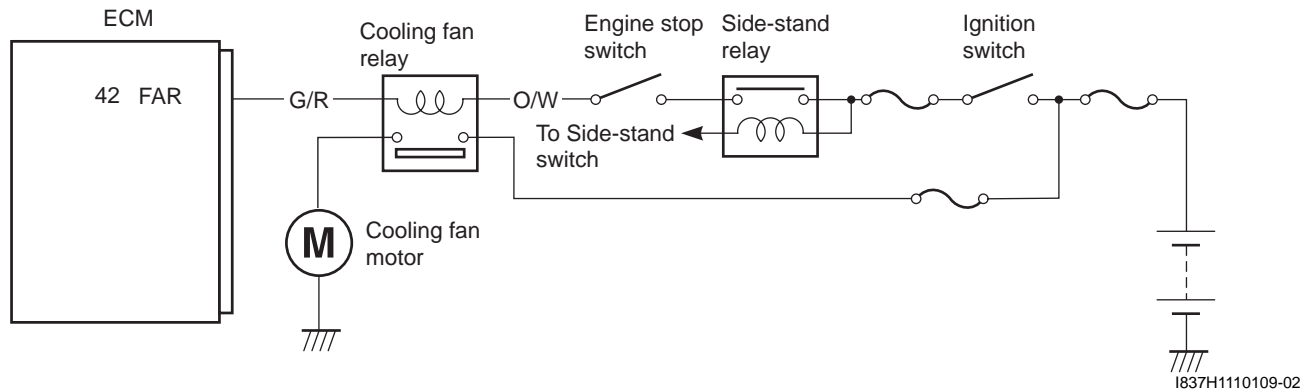 ECM
Cooling fan
relay
Engine stop
switch
Side-stand
relay
Ignition
switch
42 FAR
G/R
O/W
To Side-stand
switch
M
Cooling fan
motor
I837H1110109-02